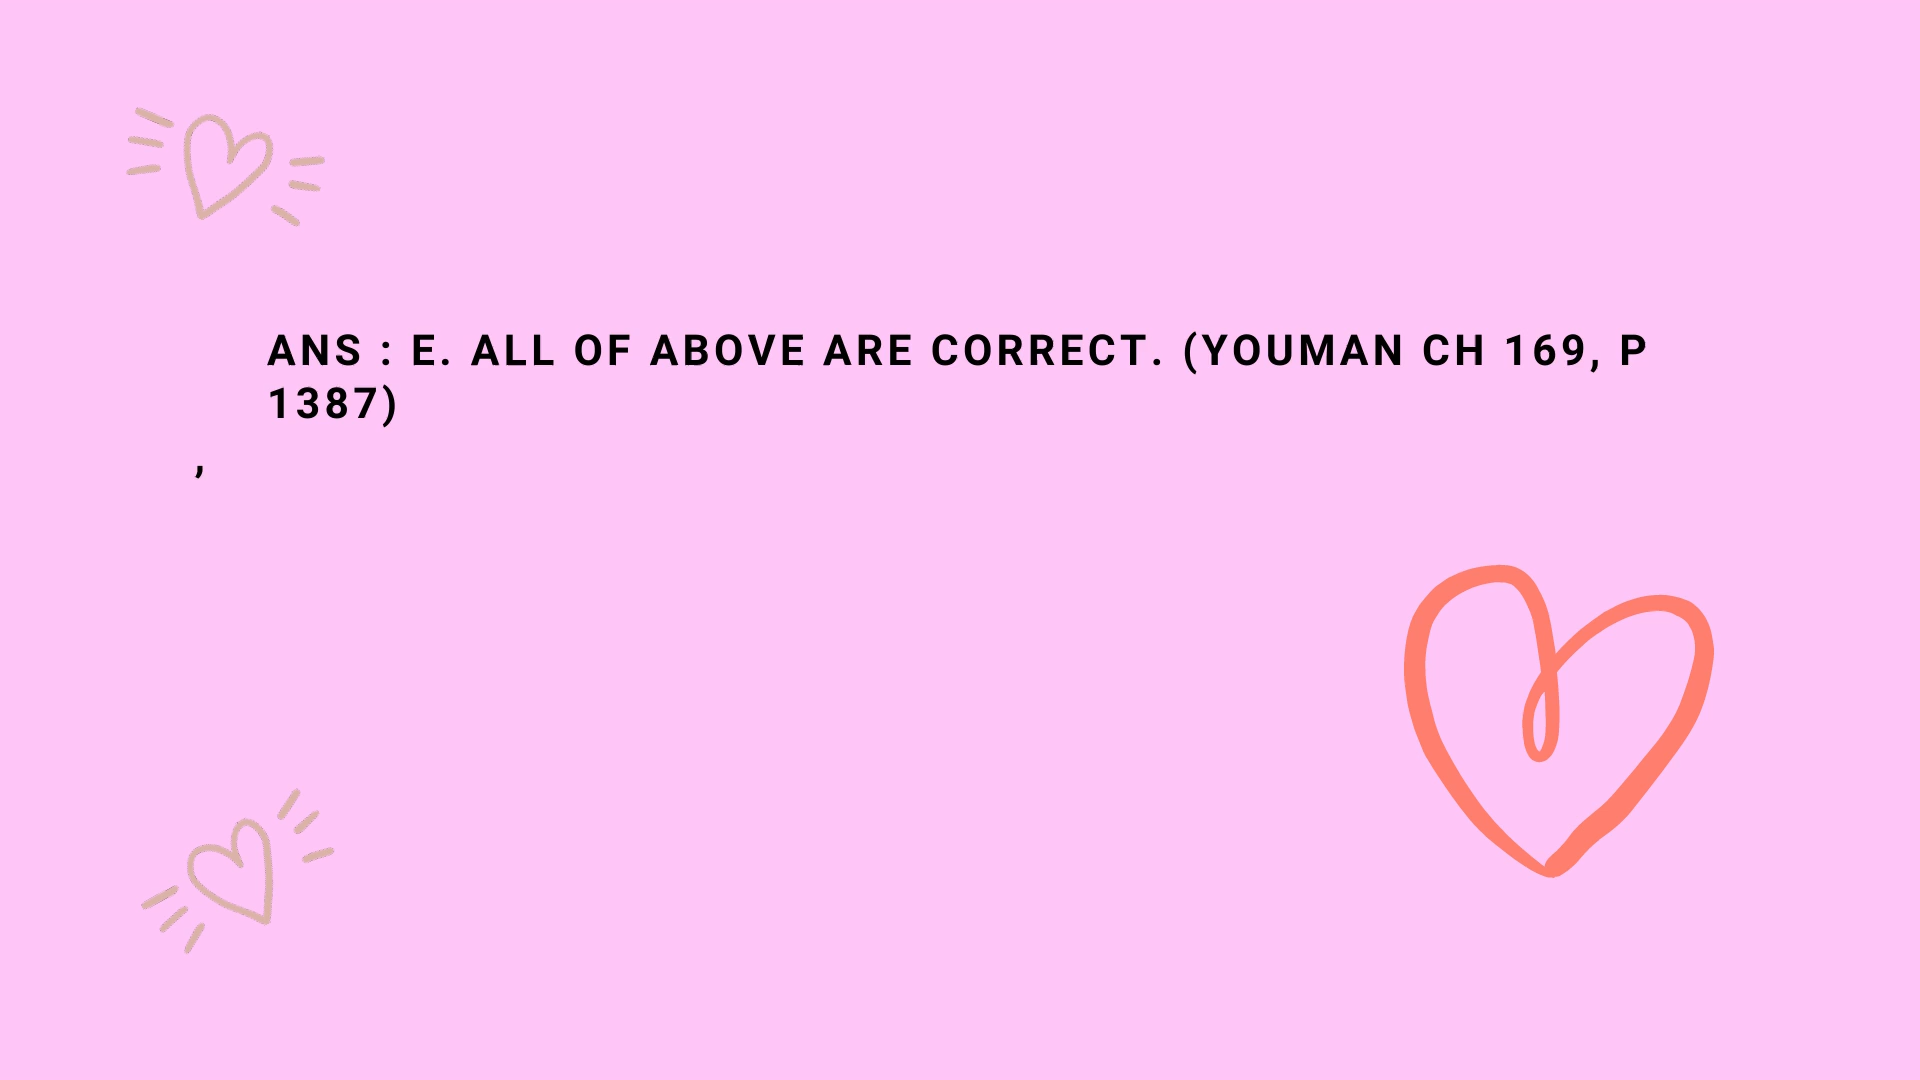 ANS : E. ALL OF ABOVE ARE CORRECT. (YOUMAN CH 169, P
1387)
,